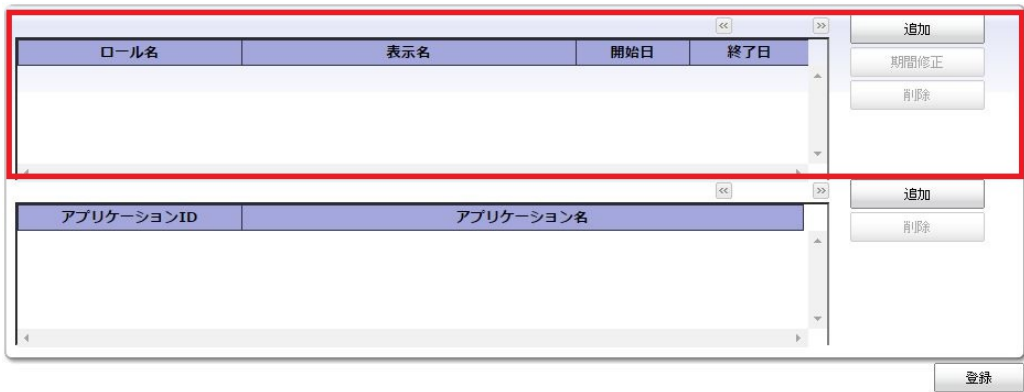 << >>
追加
ロール名 表示名 開始日 終了日
期間修正
削除
<< >>
追加
アプリケーションID アプリケーション名
削除
登録